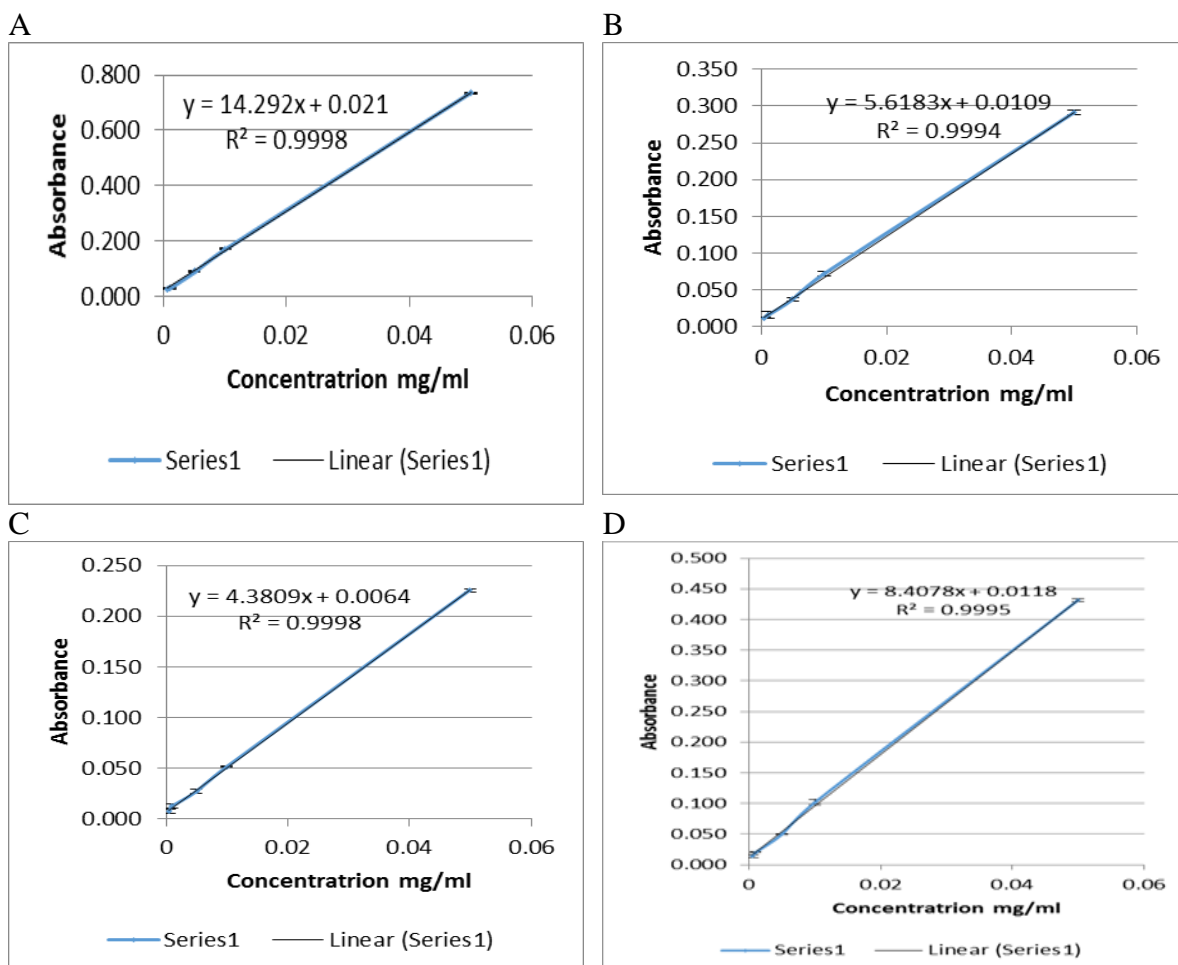 A
0.800
0.600
0.400
0.200
0.000
y = 14.292x + 0.021
R² = 0.9998
Absorbance
0 0.02 0.04 0.06
Concentratrion mg/ml
Series1 Linear (Series1)
B
0.350
0.300
0.250
0.200
0.150
0.100
0.050
0.000
y = 5.6183x + 0.0109
R² = 0.9994
Absorbance
0 0.02 0.04 0.06
Concentratrion mg/ml
Series1 Linear (Series1)
C
0.250
0.200
0.150
0.100
0.050
0.000
y = 4.3809x + 0.0064
R² = 0.9998
Absorbance
0 0.02 0.04 0.06
Concentratrion mg/ml
Series1 Linear (Series1)
D
0.500
0.450
0.400
0.350
0.300
0.250
0.200
0.150
0.100
0.050
0.000
y = 8.4078x + 0.0118
R² = 0.9995
Absorbance
0 0.02 0.04 0.06
Concentratrion mg/ml
Series1 Linear (Series1)